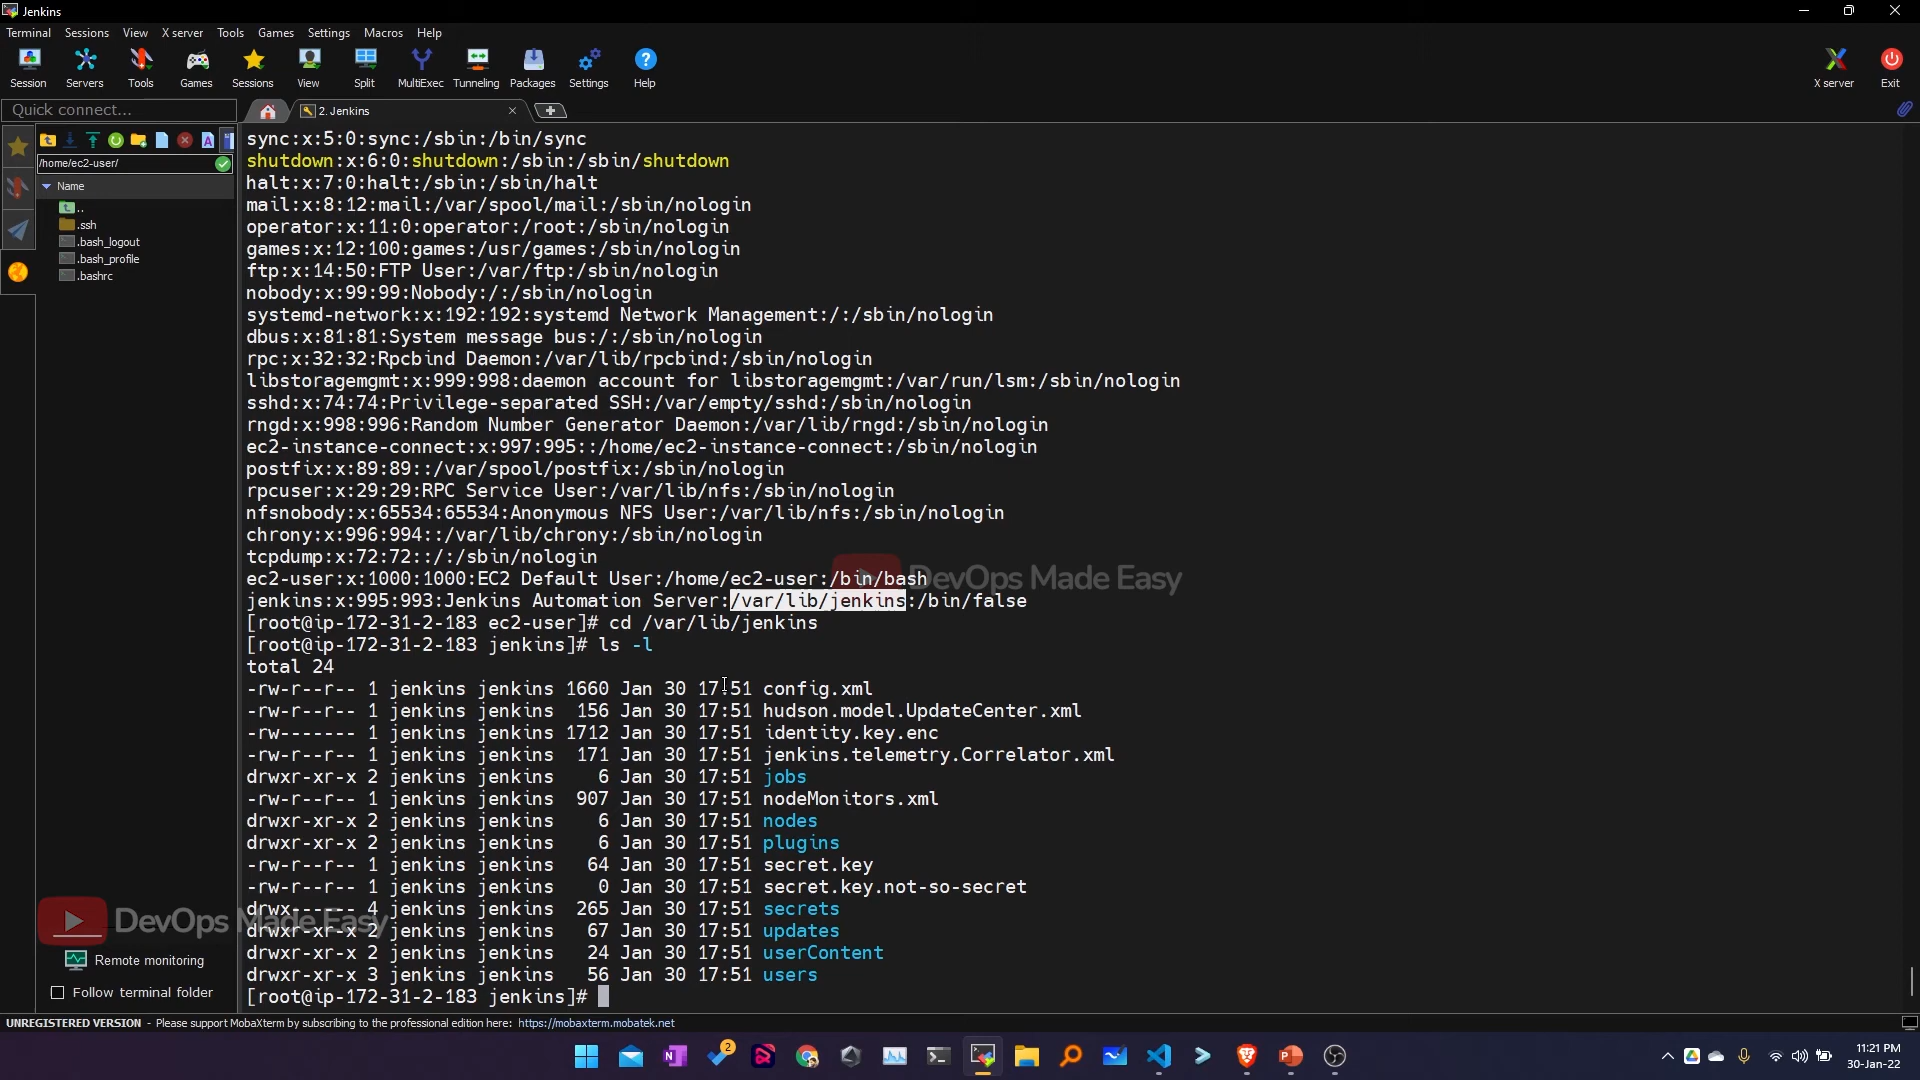 Jenkins
Terminal Sessions View X server Tools Games Settings Macros Help
Session Servers Tools Games Sessions View Split MultiExec Tunneling Packages Settings Help X server Exit
Quick connect...
2. Jenkins
/home/ec2-user/
Name
..
.ssh
.bash_logout
.bash_profile
.bashrc
sync:x:5:0:sync:/sbin:/bin/sync
shutdown:x:6:0:shutdown:/sbin:/sbin/shutdown
halt:x:7:0:halt:/sbin:/sbin/halt
mail:x:8:12:mail:/var/spool/mail:/sbin/nologin
operator:x:11:0:operator:/root:/sbin/nologin
games:x:12:100:games:/usr/games:/sbin/nologin
ftp:x:14:50:FTP User:/var/ftp:/sbin/nologin
nobody:x:99:99:Nobody:/:/sbin/nologin
systemd-network:x:192:192:systemd Network Management:/:/sbin/nologin
dbus:x:81:81:System message bus:/:/sbin/nologin
rpc:x:32:32:Rpcbind Daemon:/var/lib/rpcbind:/sbin/nologin
libstoragemgmt:x:999:998:daemon account for libstoragemgmt:/var/run/lsm:/sbin/nologin
sshd:x:74:74:Privilege-separated SSH:/var/empty/sshd:/sbin/nologin
rngd:x:998:996:Random Number Generator Daemon:/var/lib/rngd:/sbin/nologin
ec2-instance-connect:x:997:995::/home/ec2-instance-connect:/sbin/nologin
postfix:x:89:89::/var/spool/postfix:/sbin/nologin
rpcuser:x:29:29:RPC Service User:/var/lib/nfs:/sbin/nologin
nfsnobody:x:65534:65534:Anonymous NFS User:/var/lib/nfs:/sbin/nologin
chrony:x:996:994::/var/lib/chrony:/sbin/nologin
tcpdump:x:72:72::/:/sbin/nologin
ec2-user:x:1000:1000:EC2 Default User:/home/ec2-user:/bin/bash
DevOps Made Easy
jenkins:x:995:993:Jenkins Automation Server:/var/lib/jenkins:/bin/false
[root@ip-172-31-2-183 ec2-user]# cd /var/lib/jenkins
[root@ip-172-31-2-183 jenkins]# ls -l
total 24
-rw-r--r-- 1 jenkins jenkins 1660 Jan 30 17:51 config.xml
-rw-r--r-- 1 jenkins jenkins 156 Jan 30 17:51 hudson.model.UpdateCenter.xml
-rw------- 1 jenkins jenkins 1712 Jan 30 17:51 identity.key.enc
-rw-r--r-- 1 jenkins jenkins 171 Jan 30 17:51 jenkins.telemetry.Correlator.xml
drwxr-xr-x 2 jenkins jenkins 6 Jan 30 17:51 jobs
-rw-r--r-- 1 jenkins jenkins 907 Jan 30 17:51 nodeMonitors.xml
drwxr-xr-x 2 jenkins jenkins 6 Jan 30 17:51 nodes
drwxr-xr-x 2 jenkins jenkins 6 Jan 30 17:51 plugins
-rw-r--r-- 1 jenkins jenkins 64 Jan 30 17:51 secret.key
-rw-r--r-- 1 jenkins jenkins 0 Jan 30 17:51 secret.key.not-so-secret
drwx------ 4 jenkins jenkins 265 Jan 30 17:51 secrets
DevOps Made Easy
drwxr-xr-x 2 jenkins jenkins 67 Jan 30 17:51 updates
drwxr-xr-x 2 jenkins jenkins 24 Jan 30 17:51 userContent
drwxr-xr-x 3 jenkins jenkins 56 Jan 30 17:51 users
[root@ip-172-31-2-183 jenkins]#
Remote monitoring
Follow terminal folder
UNREGISTERED VERSION - Please support MobaXterm by subscribing to the professional edition here: https://mobaxterm.mobatek.net
2
11:21 PM
30-Jan-22